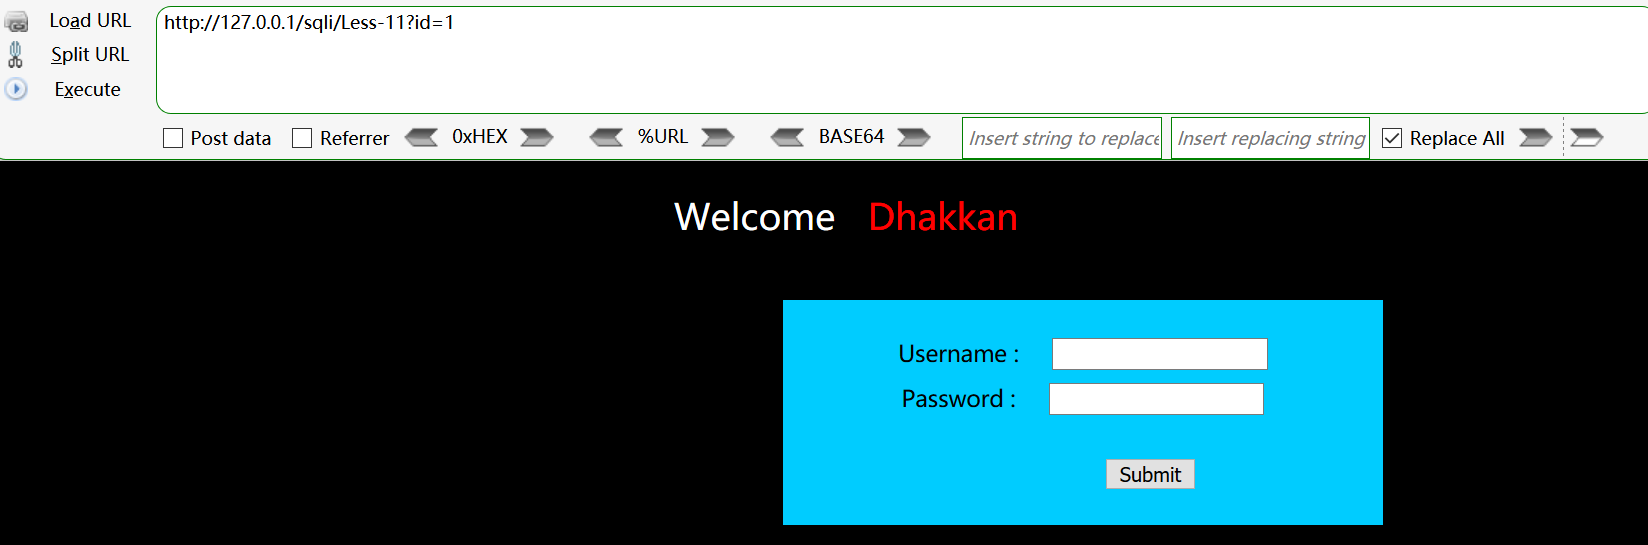 Load URL
http://127.0.0.1/sqli/Less-11?id=1
Split URL
Execute
Post data Referrer 0xHEX %URL BASE64 Insert string to replace Insert replacing string Replace All
Welcome Dhakkan
Username :
Password :
Submit